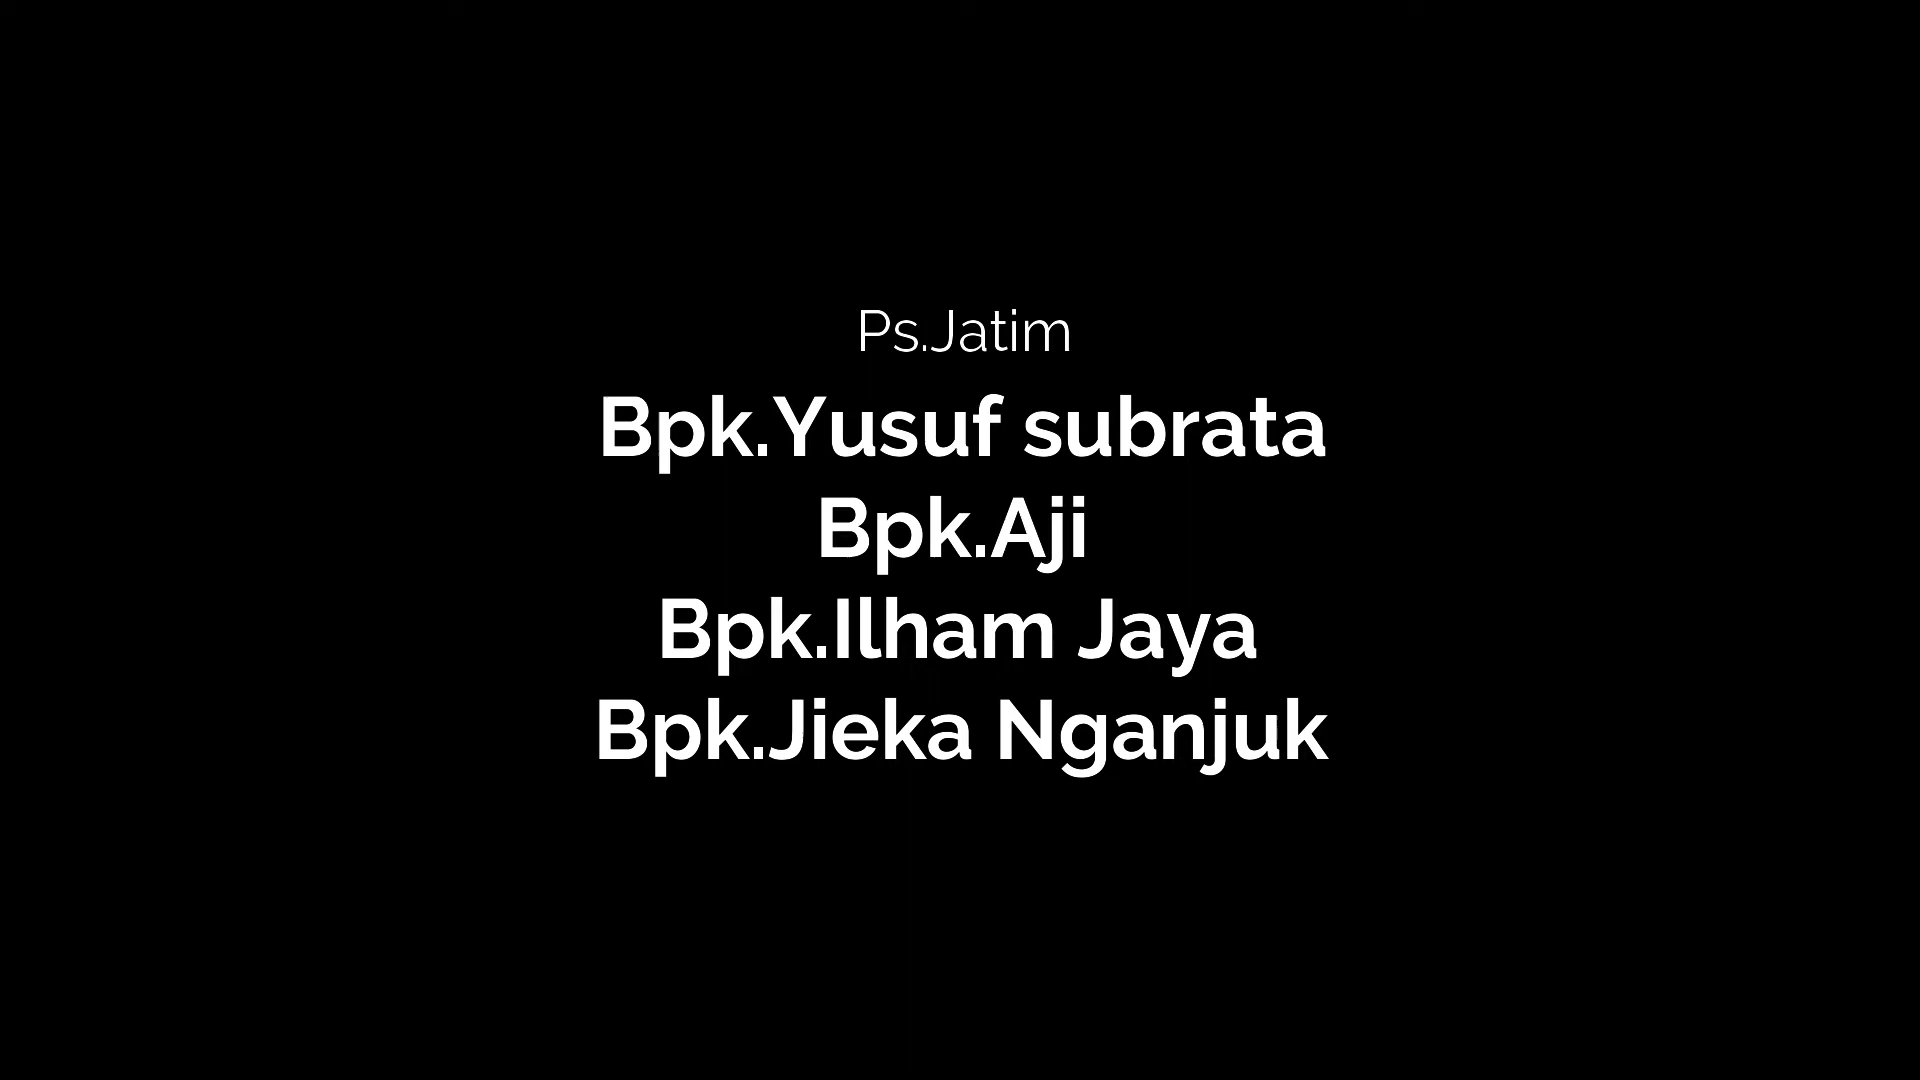 Ps.Jatim
Bpk.Yusuf subrata
Bpk.Aji
Bpk.Ilham Jaya
Bpk.Jieka Nganjuk